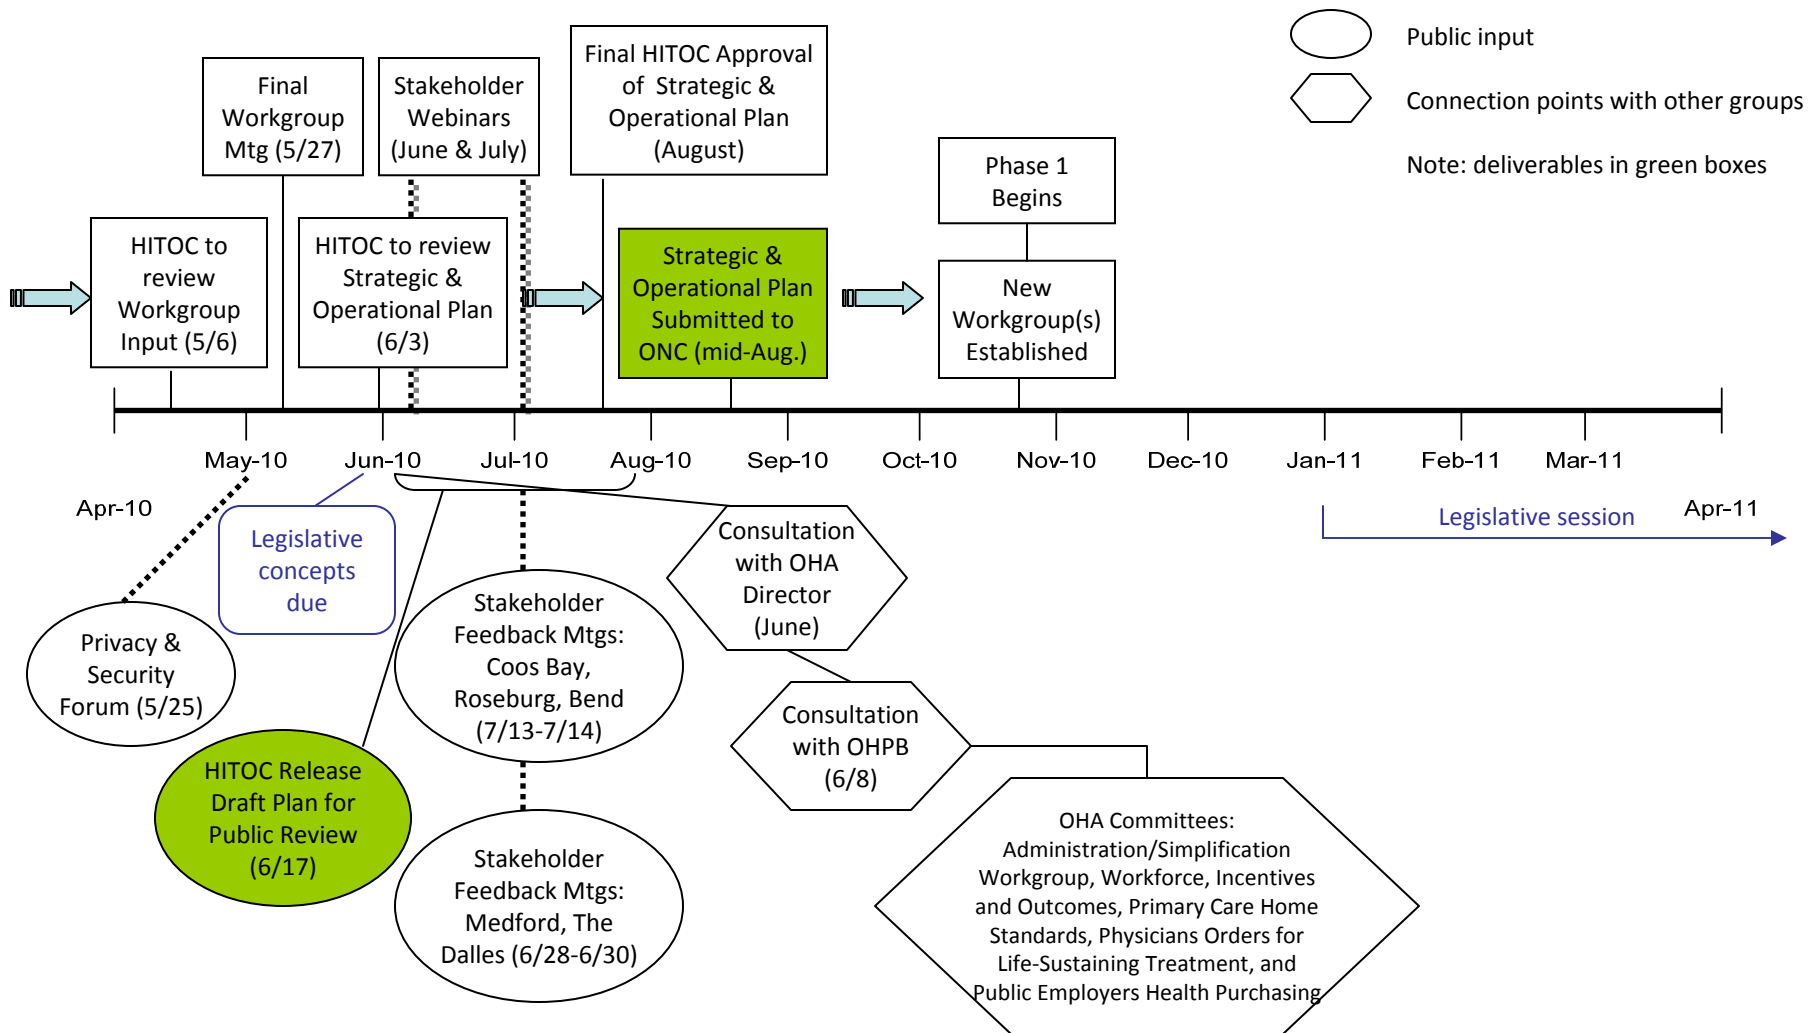 Public input
Connection points with other groups
Note: deliverables in green boxes
Final
Workgroup
Mtg (5/27)
Stakeholder
Webinars
(June & July)
Final HITOC Approval
of Strategic &
Operational Plan
(August)
Phase 1
Begins
HITOC to
review
Workgroup
Input (5/6)
HITOC to review
Strategic &
Operational Plan
(6/3)
Strategic &
Operational Plan
Submitted to
ONC (mid-Aug.)
New
Workgroup(s)
Established
Apr-10
May-10
Jun-10
Jul-10
Aug-10
Sep-10
Oct-10
Nov-10
Dec-10
Jan-11
Feb-11
Mar-11
Apr-11
Legislative session
Legislative
concepts
due
Privacy &
Security
Forum (5/25)
HITOC Release
Draft Plan for
Public Review
(6/17)
Stakeholder
Feedback Mtgs:
Coos Bay,
Roseburg, Bend
(7/13-7/14)
Stakeholder
Feedback Mtgs:
Medford, The
Dalles (6/28-6/30)
Consultation
with OHA
Director
(June)
Consultation
with OHPB
(6/8)
OHA Committees:
Administration/Simplification
Workgroup, Workforce, Incentives
and Outcomes, Primary Care Home
Standards, Physicians Orders for
Life-Sustaining Treatment, and
Public Employers Health Purchasing